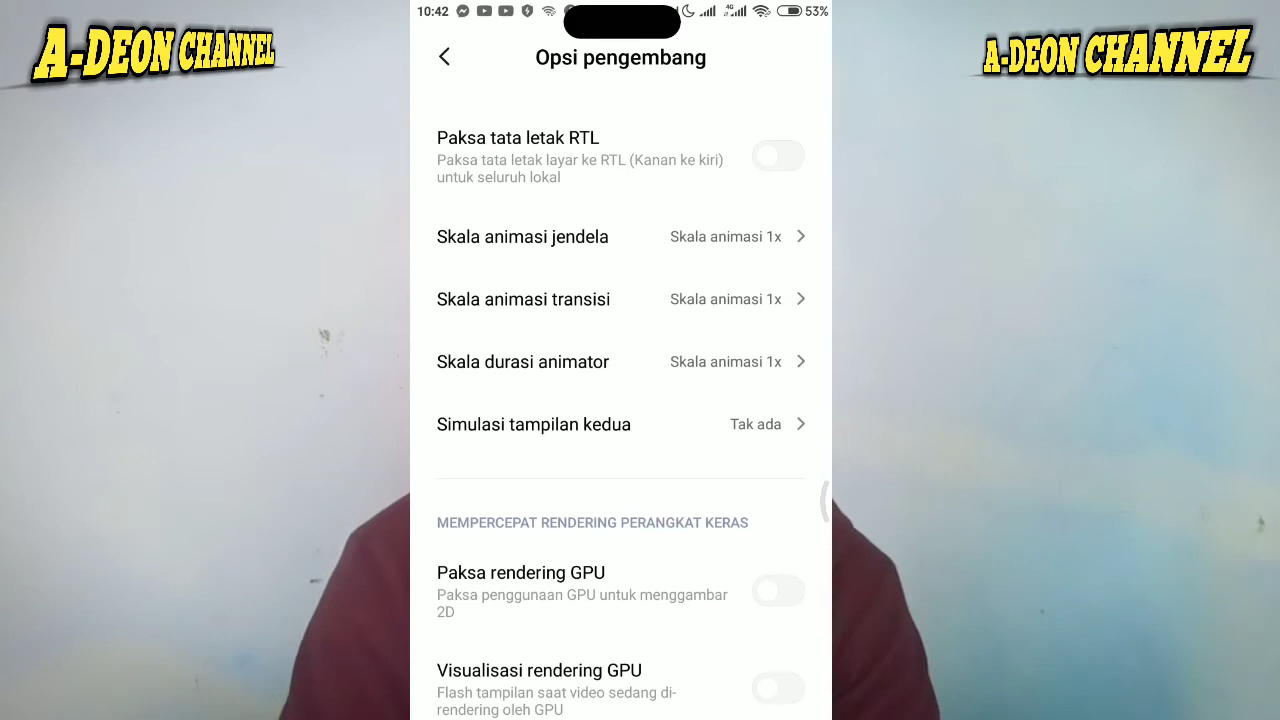 A-DEON CHANNEL
A-DEON CHANNEL
10:42
53%
Opsi pengembang
Paksa tata letak RTL
Paksa tata letak layar ke RTL (Kanan ke kiri)
untuk seluruh lokal
Skala animasi jendela
Skala animasi 1x
Skala animasi transisi
Skala animasi 1x
Skala durasi animator
Skala animasi 1x
Simulasi tampilan kedua
Tak ada
MEMPERCEPAT RENDERING PERANGKAT KERAS
Paksa rendering GPU
Paksa penggunaan GPU untuk menggambar
2D
Visualisasi rendering GPU
Flash tampilan saat video sedang di-
rendering oleh GPU